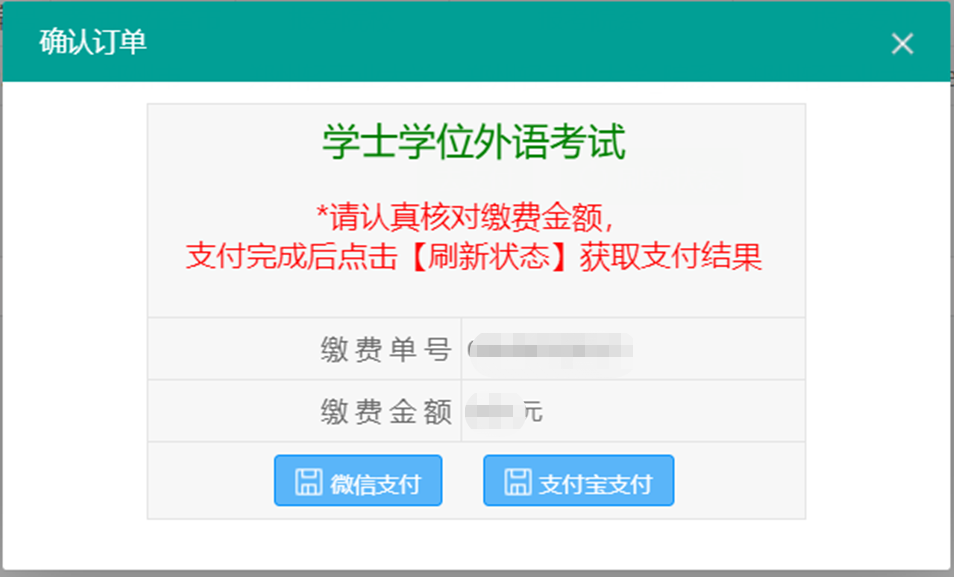 确认订单
学士学位外语考试
*请认真核对缴费金额，
支付完成后点击【刷新状态】获取支付结果
缴费单号
缴费金额 元
微信支付 支付宝支付